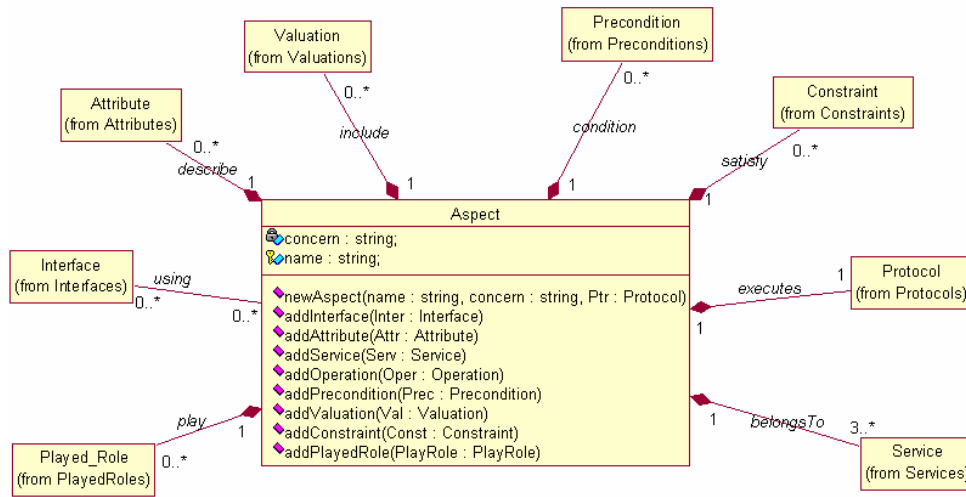 Valuation
(from Valuations)
Precondition
(from Preconditions)
Attribute
(from Attributes)
Constraint
(from Constraints)
0..*
0..*
0..*
0..*
include
condition
describe
satisfy
1
1
1
1
Aspect
concern : string;
name : string;
Interface
(from Interfaces)
using
0..*
0..*
Protocol
(from Protocols)
1
executes
1
newAspect(name : string, concern : string, Ptr : Protocol)
addInterface(Inter : Interface)
addAttribute(Attr : Attribute)
addService(Serv : Service)
addOperation(Oper : Operation)
addPrecondition(Prec : Precondition)
addValuation(Val : Valuation)
addConstraint(Const : Constraint)
addPlayedRole(PlayRole : PlayRole)
play
1
0..*
Played_Role
(from PlayedRoles)
1
belongsTo
3..*
Service
(from Services)